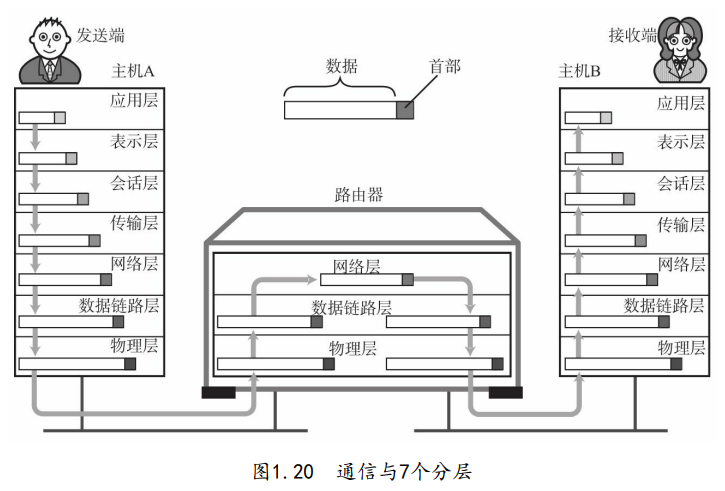 发送端
接收端
主机A
数据
首部
主机B
应用层
表示层
会话层
传输层
网络层
数据链路层
物理层
路由器
网络层
数据链路层
物理层
应用层
表示层
会话层
传输层
网络层
数据链路层
物理层
图1.20 通信与7个分层